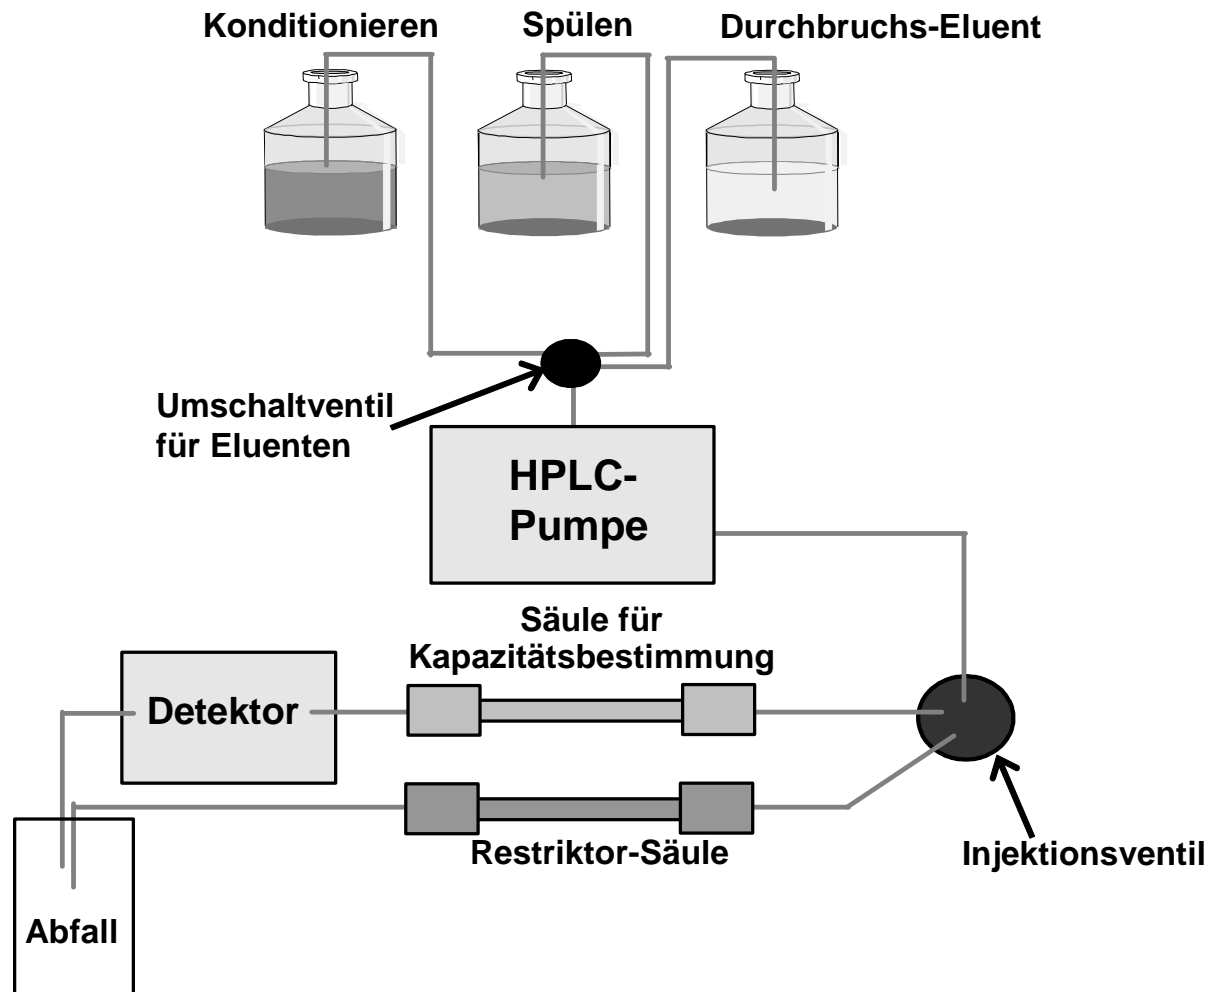 Konditionieren
Spülen
Durchbruchs-Eluent
Umschaltventil
für Eluenten
HPLC-
Pumpe
Säule für
Kapazitätsbestimmung
Detektor
Restriktor-Säule
Injektionsventil
Abfall